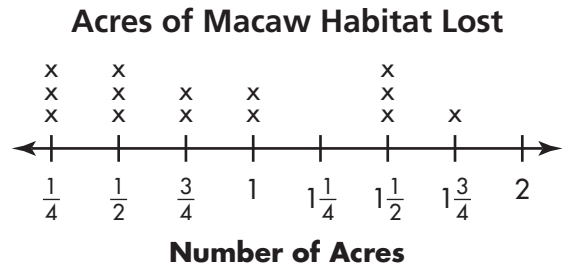 Acres of Macaw Habitat Lost
x x x
x x x x x
x x x x x x
1/4 1/2 3/4 1 1 1/4 1 1/2 1 3/4 2
Number of Acres